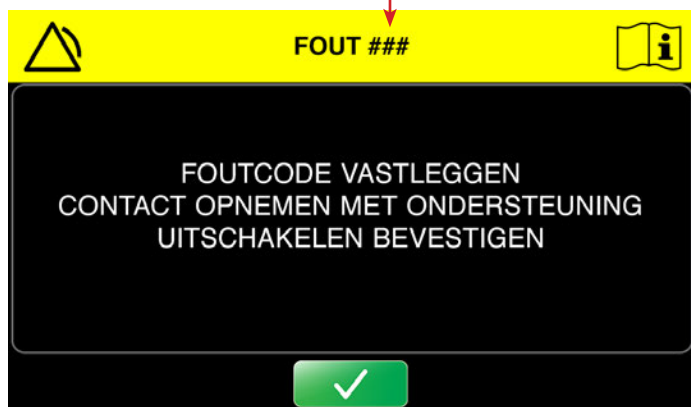 FOUT ###
FOUTCODE VASTLEGGEN
CONTACT OPNEMEN MET ONDERSTEUNING
UITSCHAKELEN BEVESTIGEN